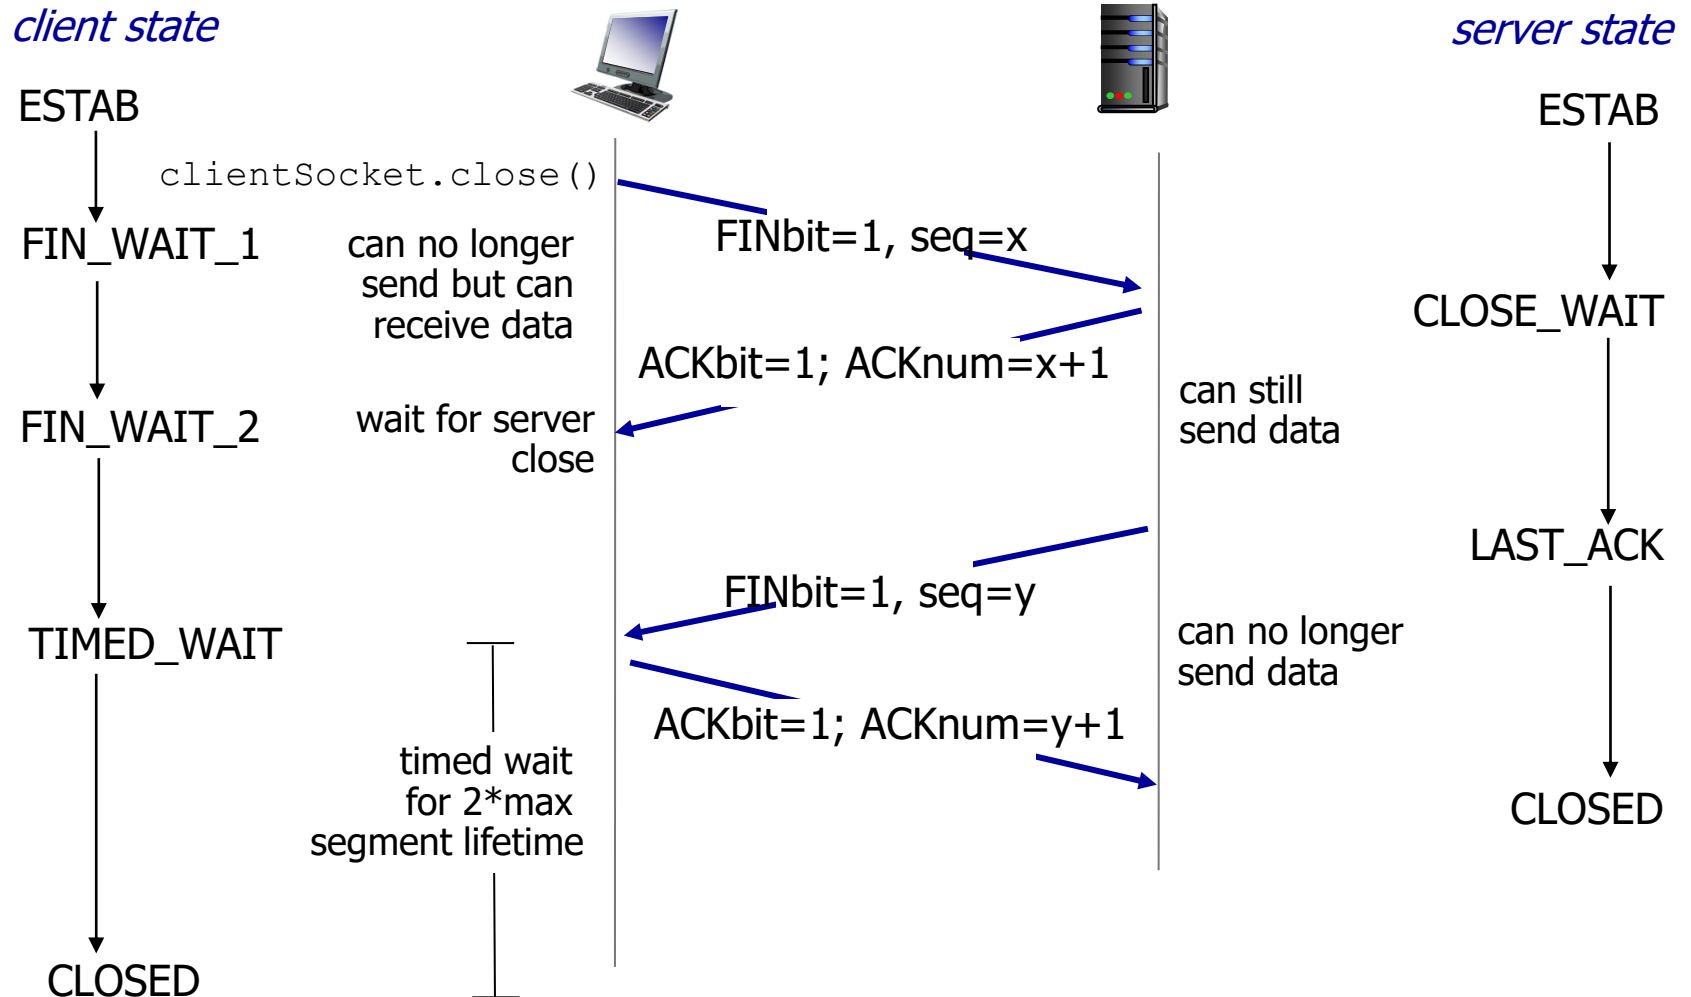 client state
server state
ESTAB
ESTAB
clientSocket.close()
FIN_WAIT_1
can no longer
send but can
receive data
FINbit=1, seq=x
CLOSE_WAIT
ACKbit=1; ACKnum=x+1
can still
send data
FIN_WAIT_2
wait for server
close
LAST_ACK
FINbit=1, seq=y
can no longer
send data
TIMED_WAIT
ACKbit=1; ACKnum=y+1
timed wait
for 2*max
segment lifetime
CLOSED
CLOSED